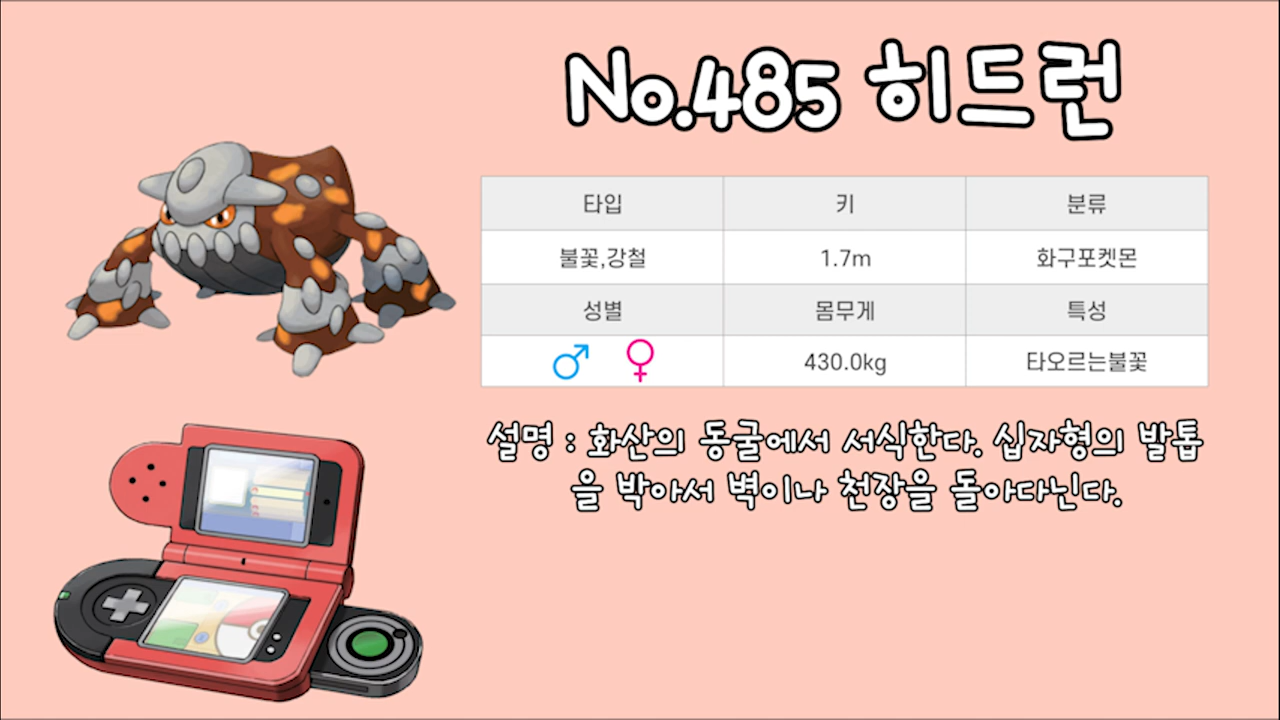 No.485 히드런
타입 키 분류
불꽃,강철 1.7m 화구포켓몬
성별 몸무게 특성
♂ ♀ 430.0kg 타오르는불꽃
설명 : 화산의 동굴에서 서식한다. 십자형의 발톱
을 박아서 벽이나 천장을 돌아다닌다.